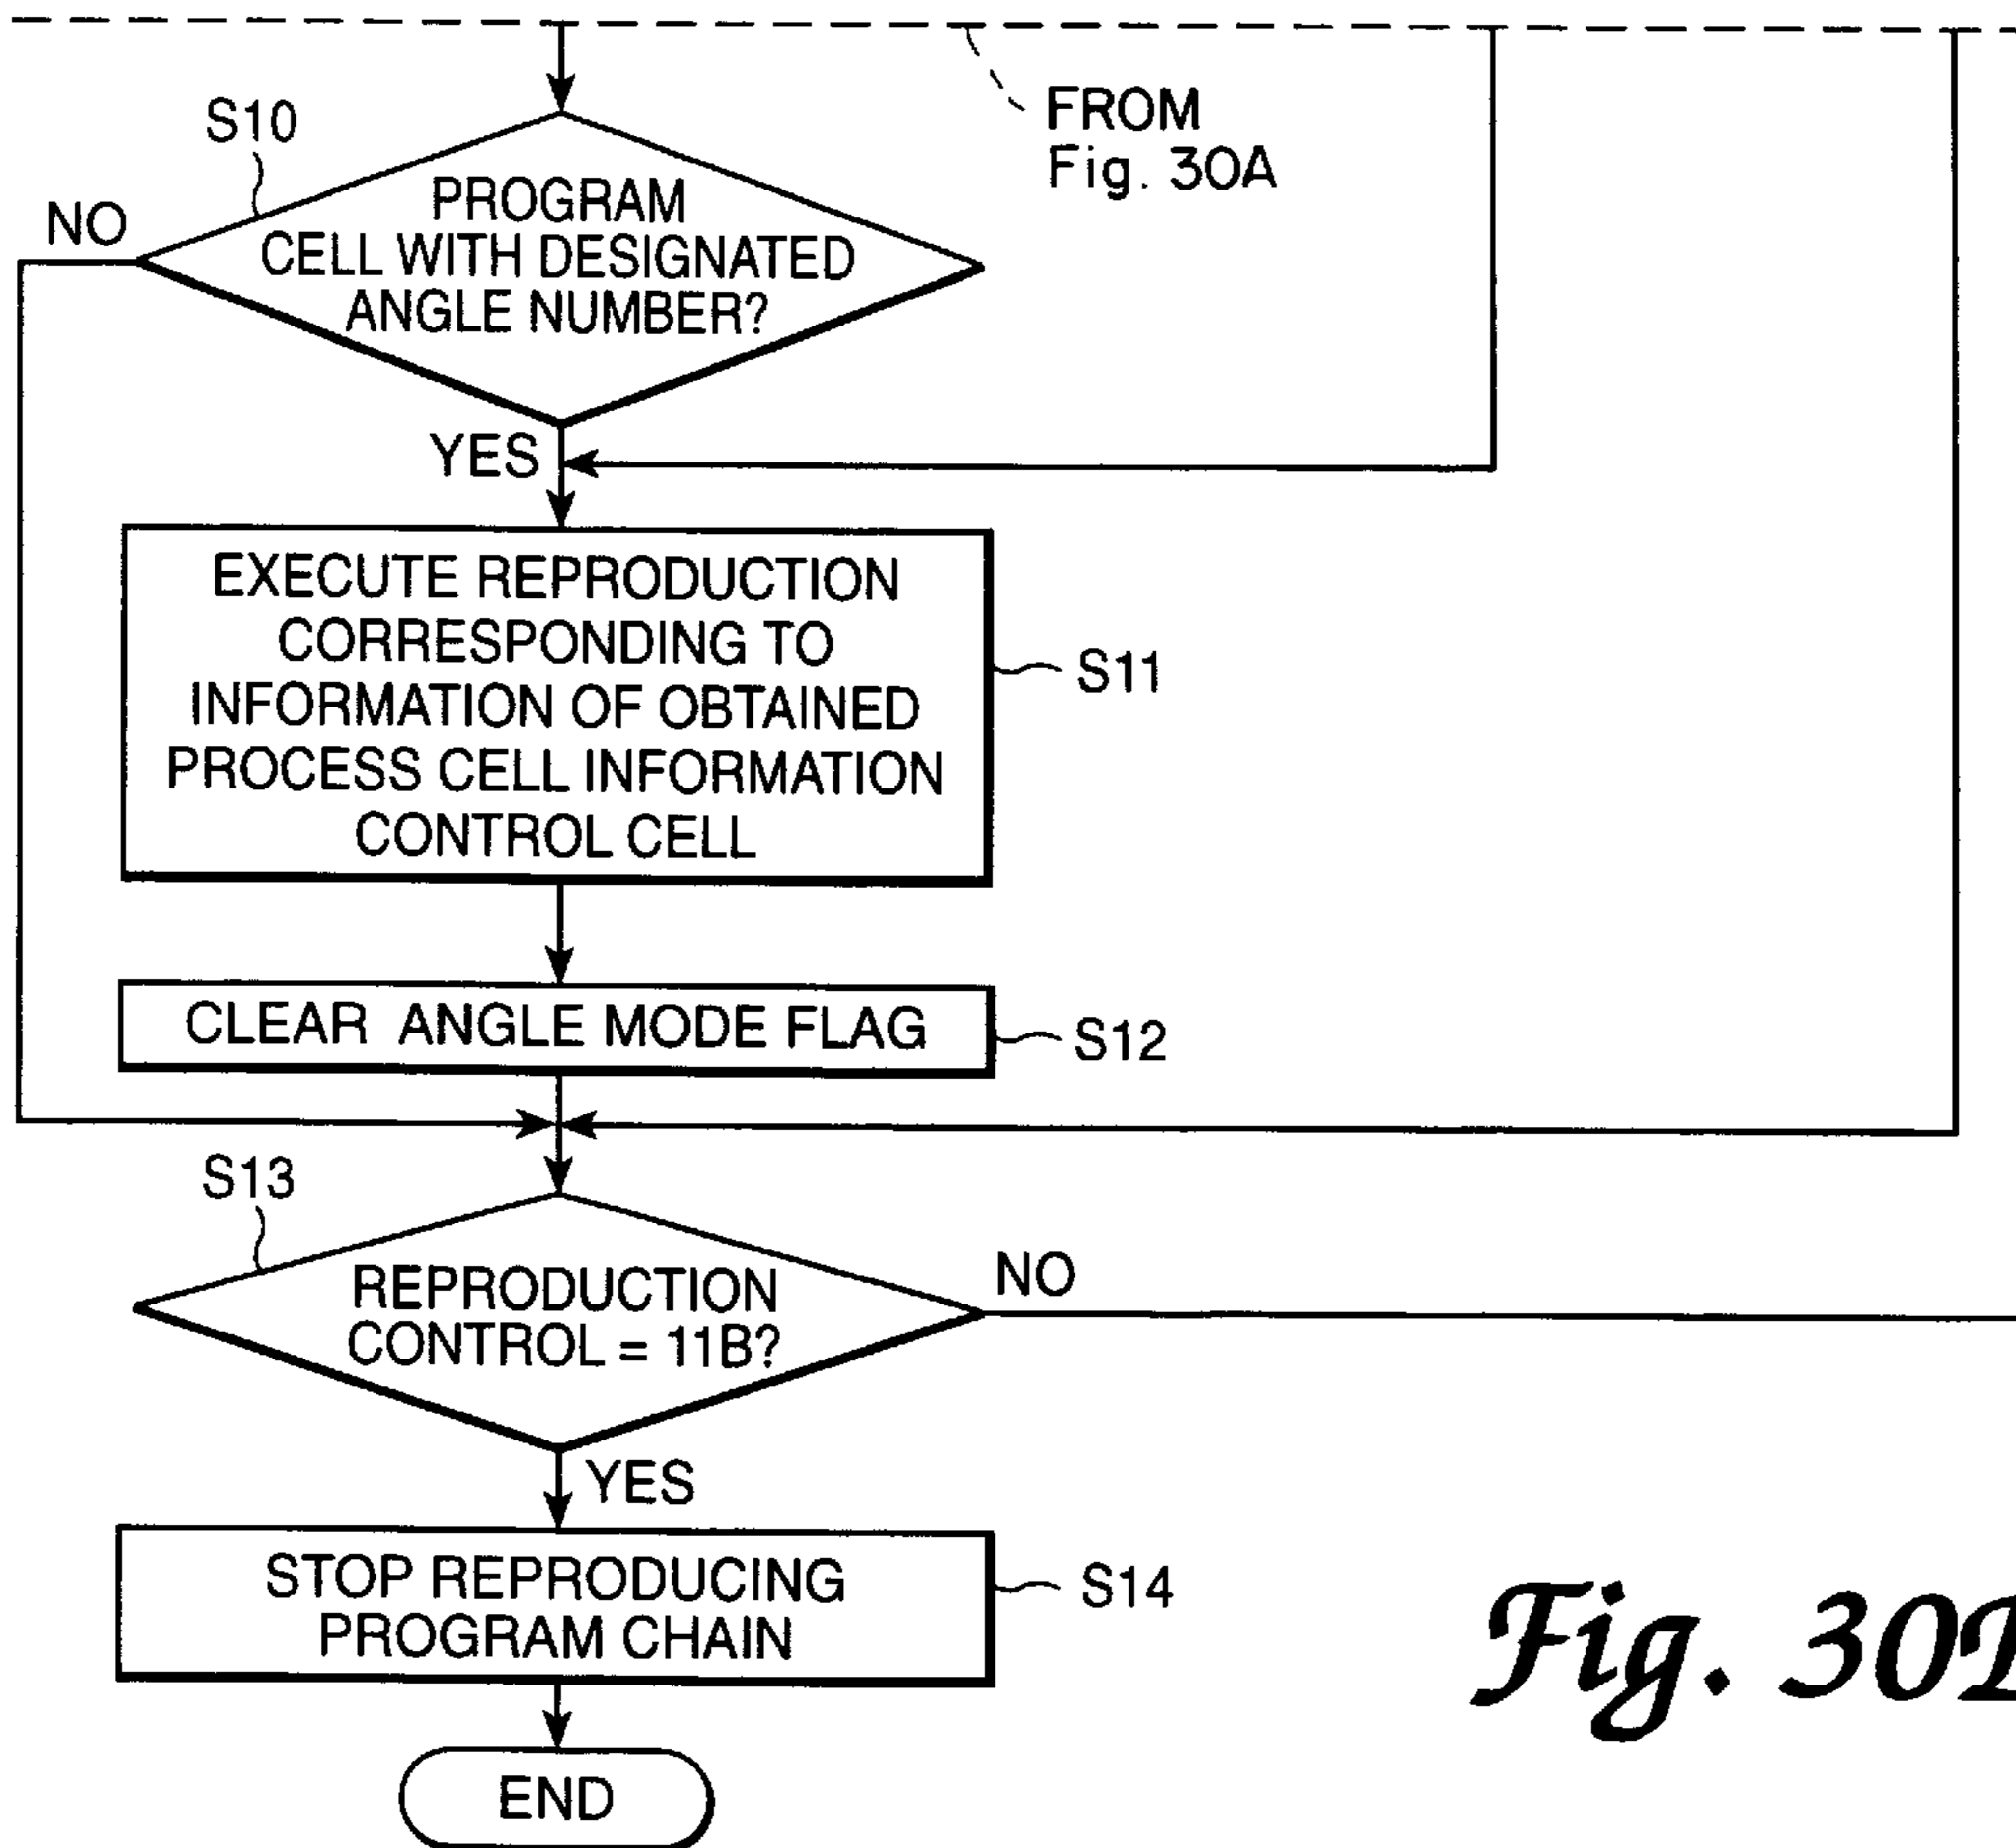 FROM
Fig. 30A
S10
NO
PROGRAM
CELL WITH DESIGNATED
ANGLE NUMBER?
YES
EXECUTE REPRODUCTION
CORRESPONDING TO
INFORMATION OF OBTAINED
PROCESS CELL INFORMATION
CONTROL CELL
S11
CLEAR ANGLE MODE FLAG
S12
S13
REPRODUCTION
CONTROL = 11B?
NO
YES
STOP REPRODUCING
PROGRAM CHAIN
S14
END
Fig.